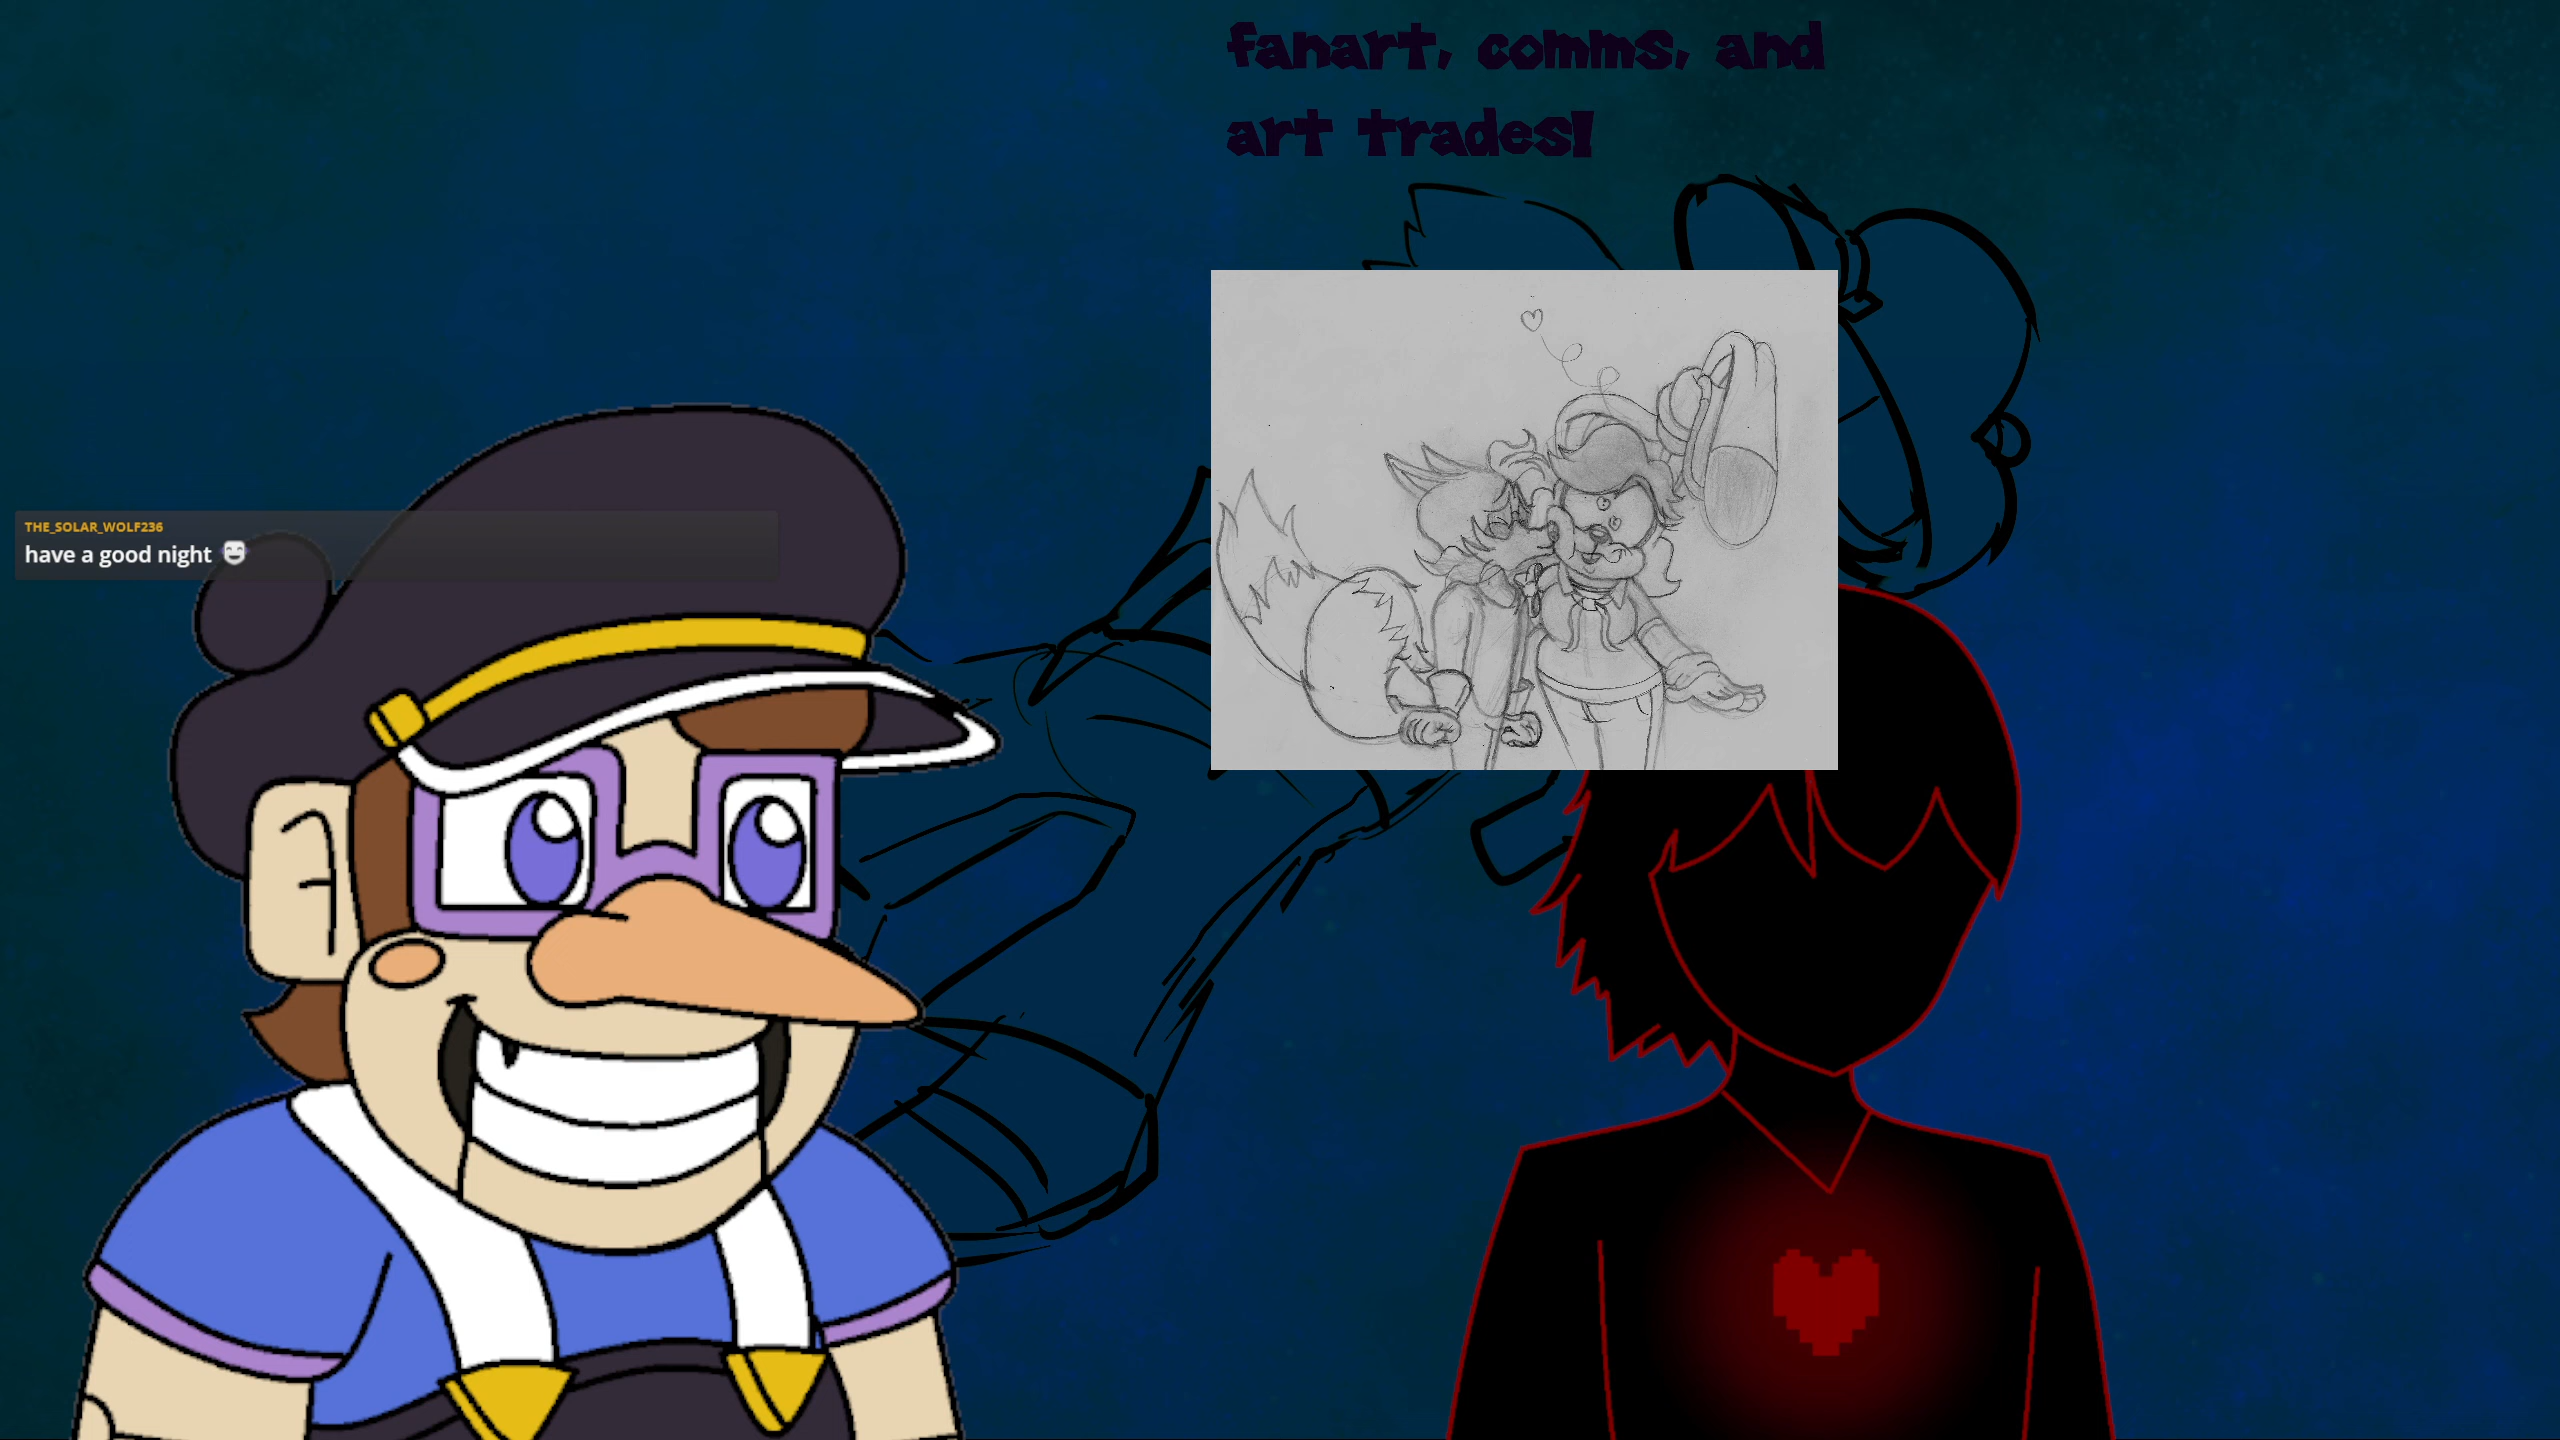 fanart, comms, and
art trades!
THE_SOLAR_WOLF236
have a good night